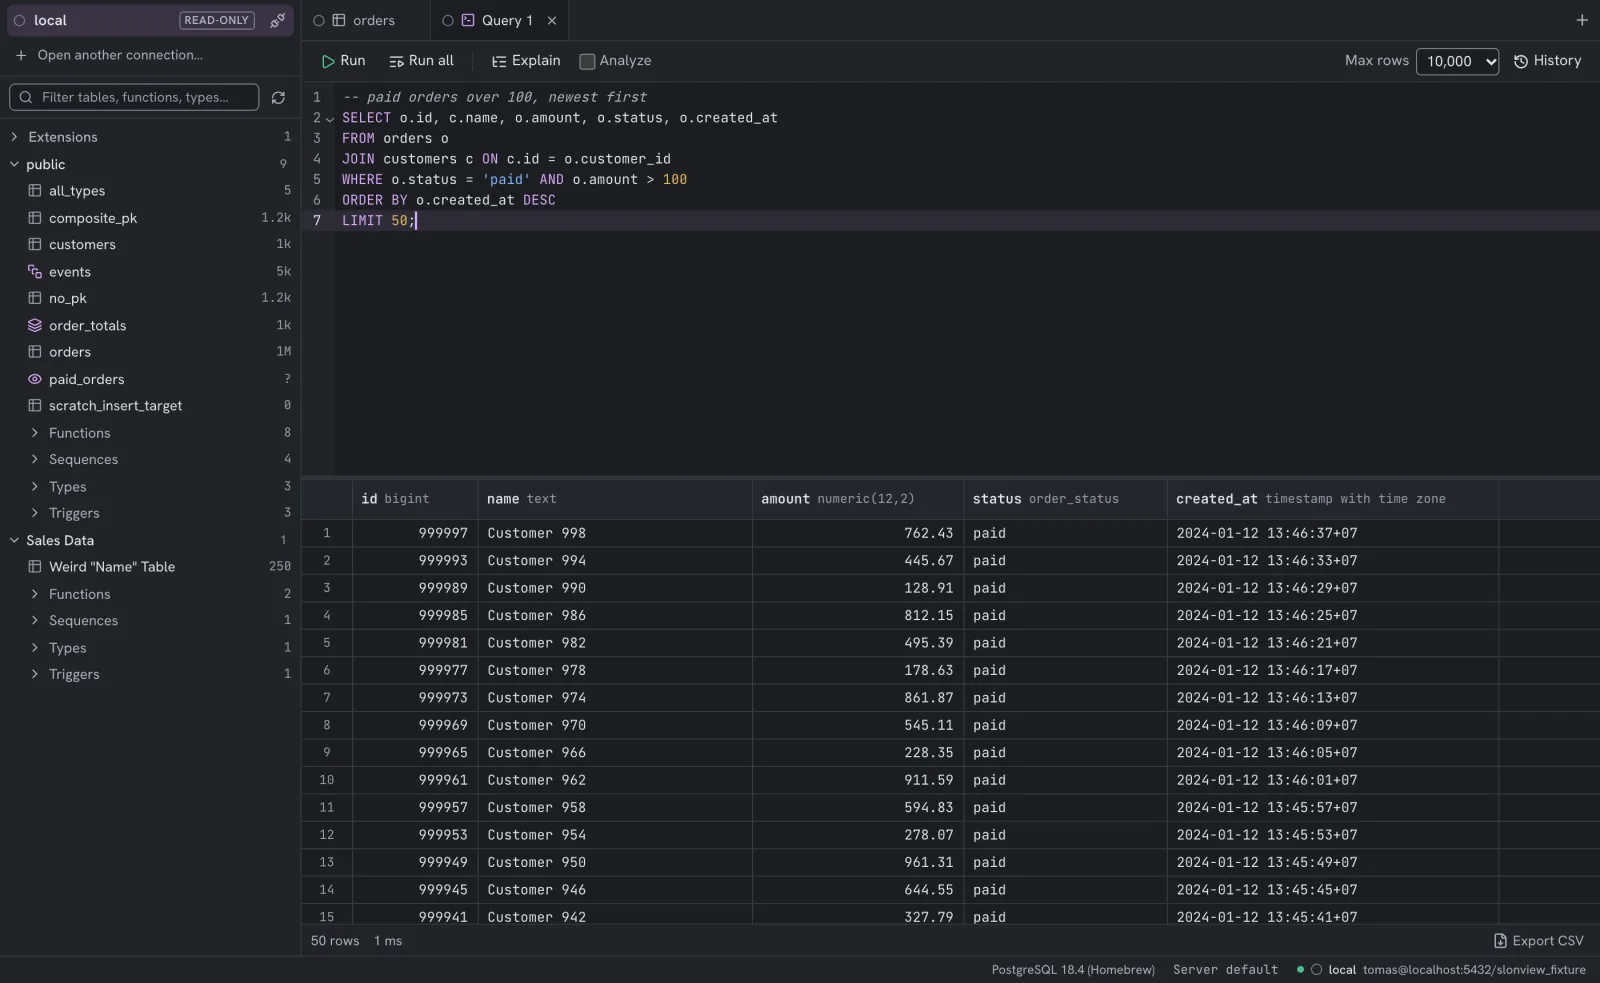 local READ-ONLY
Open another connection...
Filter tables, functions, types...
Extensions 1
public 9
all_types 5
composite_pk 1.2k
customers 1k
events 5k
no_pk 1.2k
order_totals 1k
orders 1M
paid_orders ?
scratch_insert_target 0
Functions 8
Sequences 4
Types 3
Triggers 3
Sales Data 1
Weird "Name" Table 250
Functions 2
Sequences 1
Types 1
Triggers 1
orders Query 1
Run Run all Explain Analyze Max rows 10,000 History
1 -- paid orders over 100, newest first
2 SELECT o.id, c.name, o.amount, o.status, o.created_at
3 FROM orders o
4 JOIN customers c ON c.id = o.customer_id
5 WHERE o.status = 'paid' AND o.amount > 100
6 ORDER BY o.created_at DESC
7 LIMIT 50;
id bigint name text amount numeric(12,2) status order_status created_at timestamp with time zone
1 999997 Customer 998 762.43 paid 2024-01-12 13:46:37+07
2 999993 Customer 994 445.67 paid 2024-01-12 13:46:33+07
3 999989 Customer 990 128.91 paid 2024-01-12 13:46:29+07
4 999985 Customer 986 812.15 paid 2024-01-12 13:46:25+07
5 999981 Customer 982 495.39 paid 2024-01-12 13:46:21+07
6 999977 Customer 978 178.63 paid 2024-01-12 13:46:17+07
7 999973 Customer 974 861.87 paid 2024-01-12 13:46:13+07
8 999969 Customer 970 545.11 paid 2024-01-12 13:46:09+07
9 999965 Customer 966 228.35 paid 2024-01-12 13:46:05+07
10 999961 Customer 962 911.59 paid 2024-01-12 13:46:01+07
11 999957 Customer 958 594.83 paid 2024-01-12 13:45:57+07
12 999953 Customer 954 278.07 paid 2024-01-12 13:45:53+07
13 999949 Customer 950 961.31 paid 2024-01-12 13:45:49+07
14 999945 Customer 946 644.55 paid 2024-01-12 13:45:45+07
15 999941 Customer 942 327.79 paid 2024-01-12 13:45:41+07
50 rows 1 ms Export CSV
PostgreSQL 18.4 (Homebrew) Server default local tomas@localhost:5432/slonview_fixture